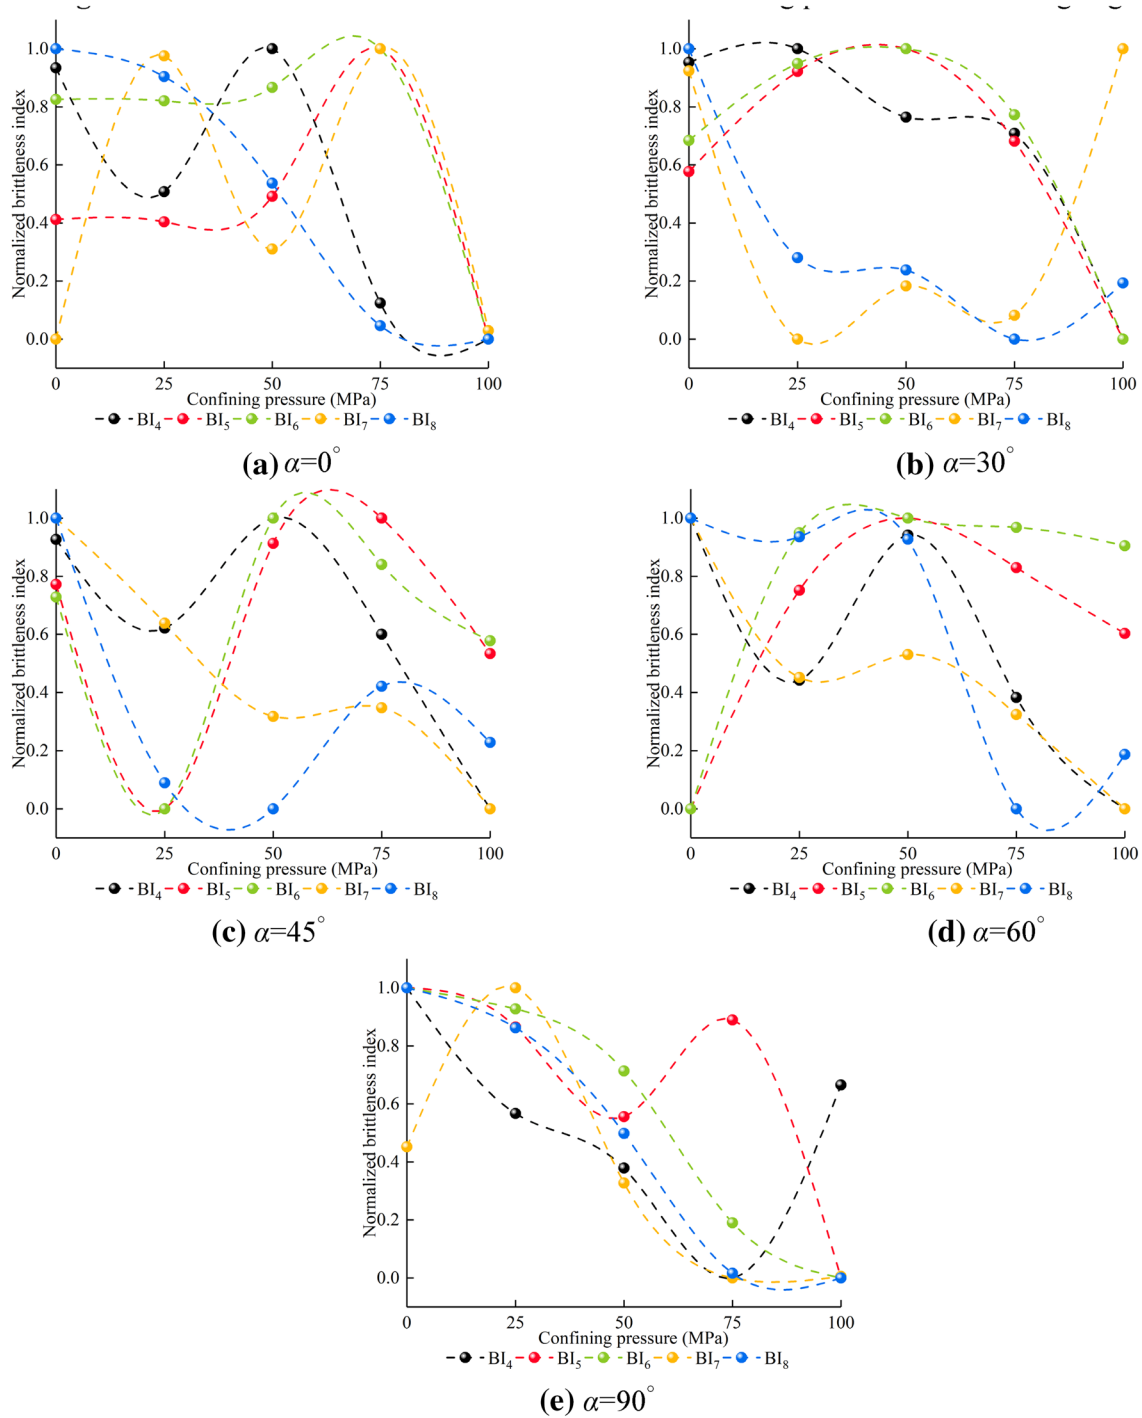 1.0
0.8
0.6
0.4
0.2
0.0
Normalized brittleness index
0 25 50 75 100
Confining pressure (MPa)
BI4 BI5 BI6 BI7 BI8
(a) α=0°
1.0
0.8
0.6
0.4
0.2
0.0
Normalized brittleness index
0 25 50 75 100
Confining pressure (MPa)
BI4 BI5 BI6 BI7 BI8
(b) α=30°
1.0
0.8
0.6
0.4
0.2
0.0
Normalized brittleness index
0 25 50 75 100
Confining pressure (MPa)
BI4 BI5 BI6 BI7 BI8
(c) α=45°
1.0
0.8
0.6
0.4
0.2
0.0
Normalized brittleness index
0 25 50 75 100
Confining pressure (MPa)
BI4 BI5 BI6 BI7 BI8
(d) α=60°
1.0
0.8
0.6
0.4
0.2
0.0
Normalized brittleness index
0 25 50 75 100
Confining pressure (MPa)
BI4 BI5 BI6 BI7 BI8
(e) α=90°